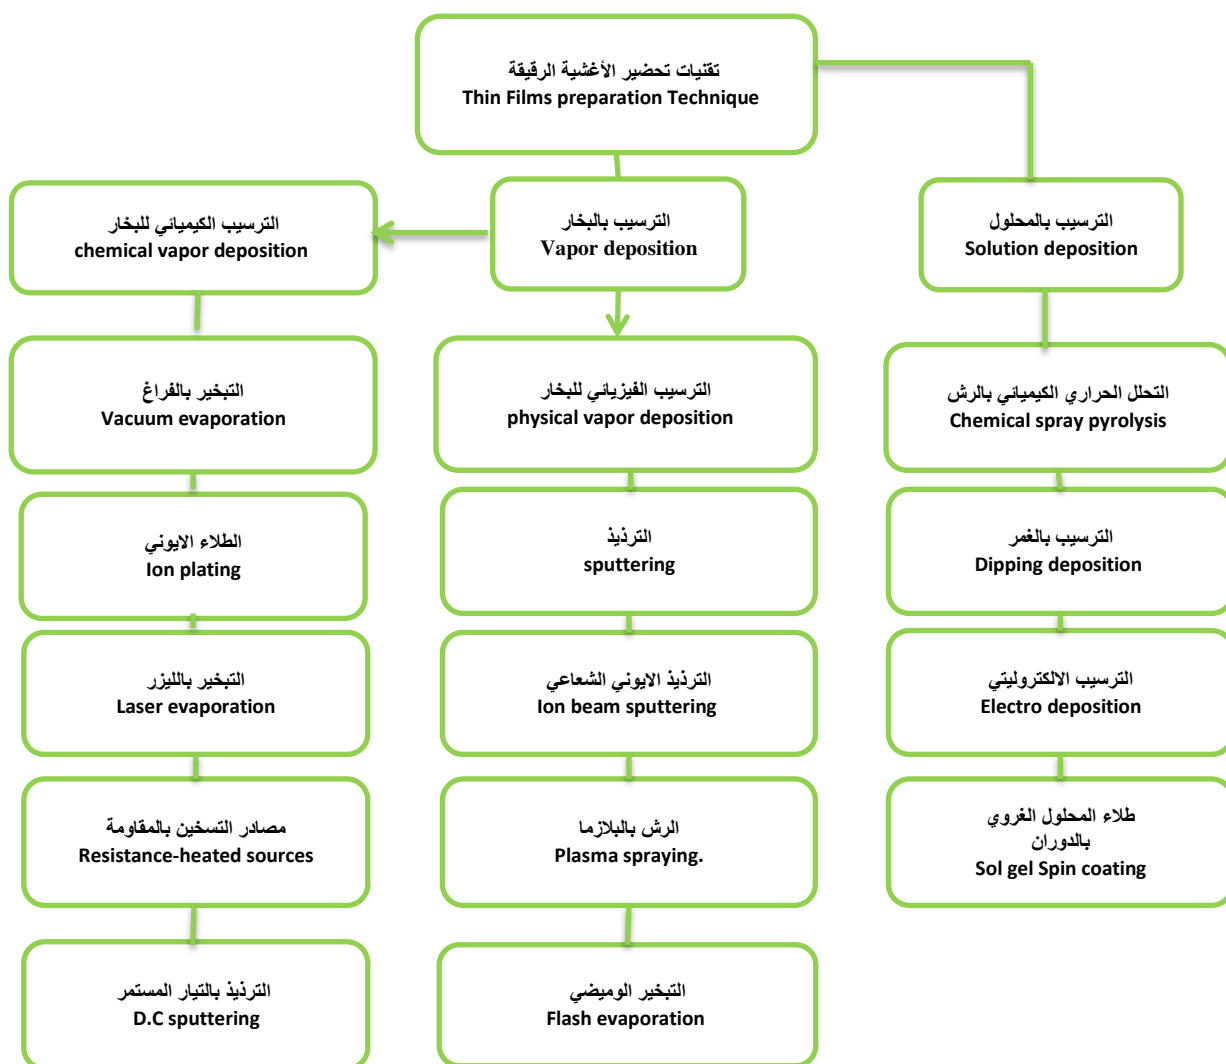 تقنيات تحضير الأغشية الرقيقة
Thin Films preparation Technique
الترسيب الكيميائي للبخار
chemical vapor deposition
الترسيب بالبخار
Vapor deposition
الترسيب بالمحلول
Solution deposition
التبخير بالفراغ
Vacuum evaporation
الترسيب الفيزيائي للبخار
physical vapor deposition
التحلل الحراري الكيميائي بالرش
Chemical spray pyrolysis
الطلاء الايوني
Ion plating
الترذيذ
sputtering
الترسيب بالغمر
Dipping deposition
التبخير بالليزر
Laser evaporation
الترذيذ الايوني الشعاعي
Ion beam sputtering
الترسيب الالكتروليتي
Electro deposition
مصادر التسخين بالمقاومة
Resistance-heated sources
الرش بالبلازما
Plasma spraying.
طلاء المحلول الغروي
بالدوران
Sol gel Spin coating
الترذيذ بالتيار المستمر
D.C sputtering
التبخير الوميضي
Flash evaporation